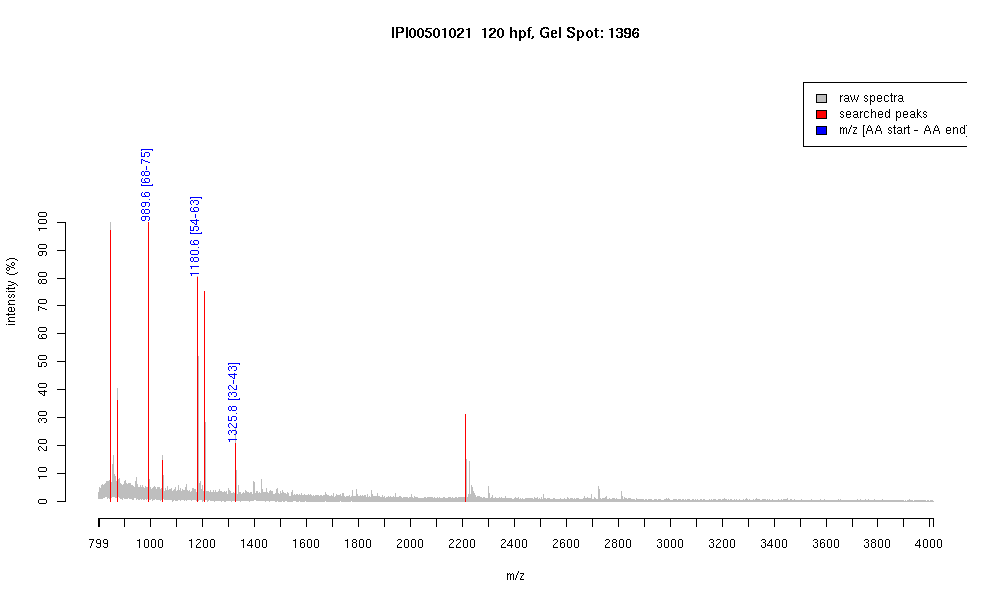 IPI00501021 120 hpf, Gel Spot: 1396
raw spectra
searched peaks
m/z [AA start - AA end]
989.6 [68-75]
1180.6 [54-63]
1325.8 [32-43]
intensity (%)
100
90
80
70
60
50
40
30
20
10
0
799 1000 1200 1400 1600 1800 2000 2200 2400 2600 2800 3000 3200 3400 3600 3800 4000
m/z